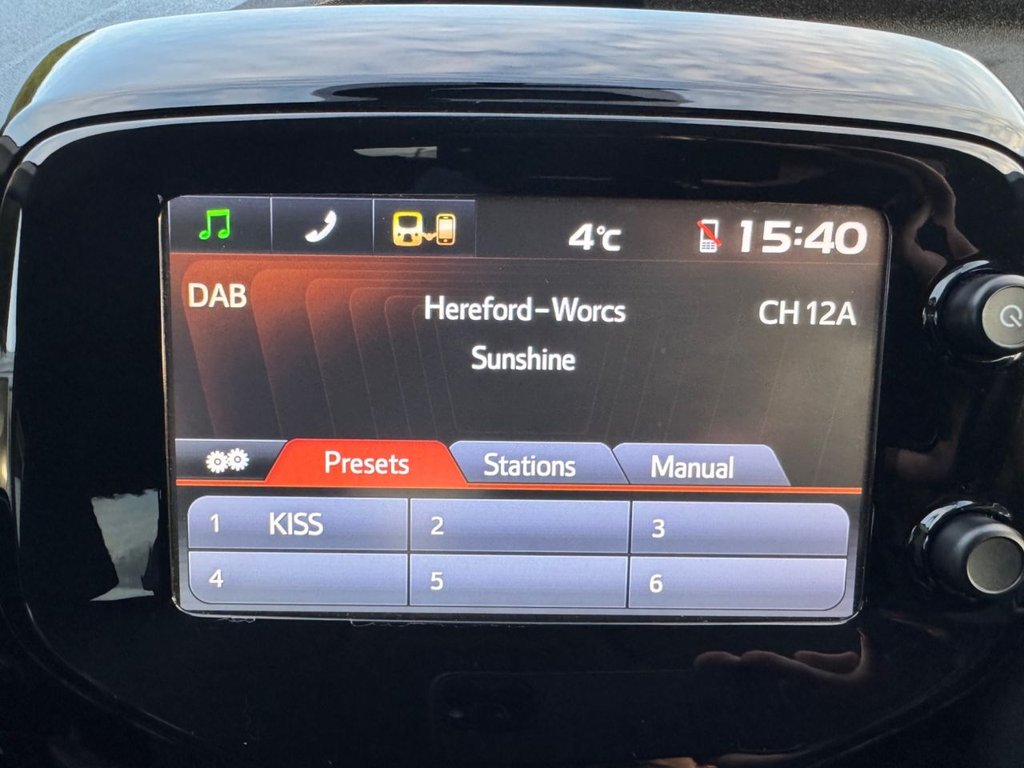 4℃ 15:40
DAB Hereford-Worcs CH 12A
Sunshine
Presets Stations Manual
1 KISS 2 3
4 5 6